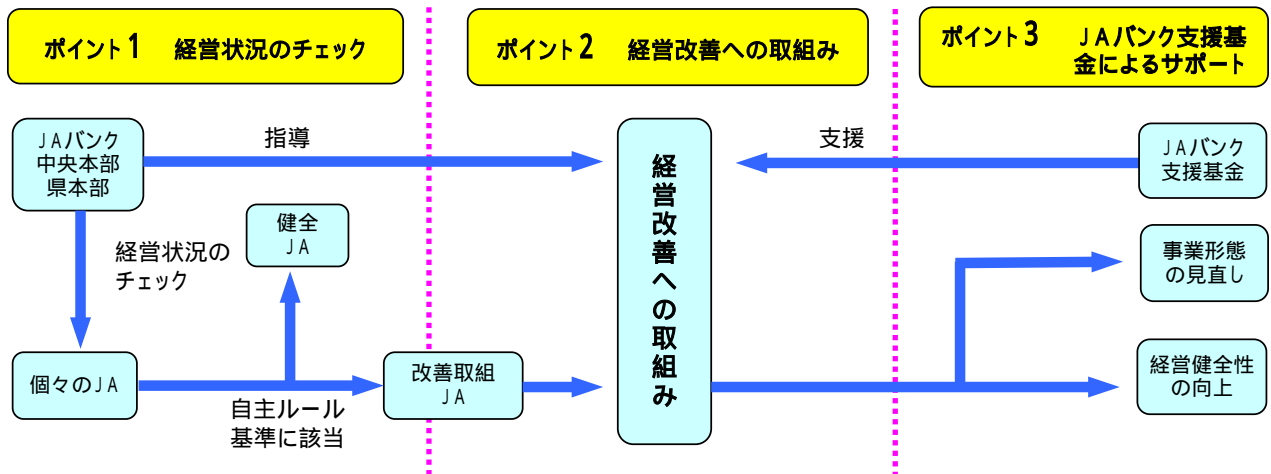 ポイント1 経営状況のチェック
ポイント2 経営改善への取組み
ポイント3 JAバンク支援基
金によるサポート
JAバンク
中央本部
県本部
指導
経営改善への取組み
支援
JAバンク
支援基金
健全
JA
経営状況の
チェック
事業形態
の見直し
個々のJA
自主ルール
基準に該当
改善取組
JA
経営健全性
の向上